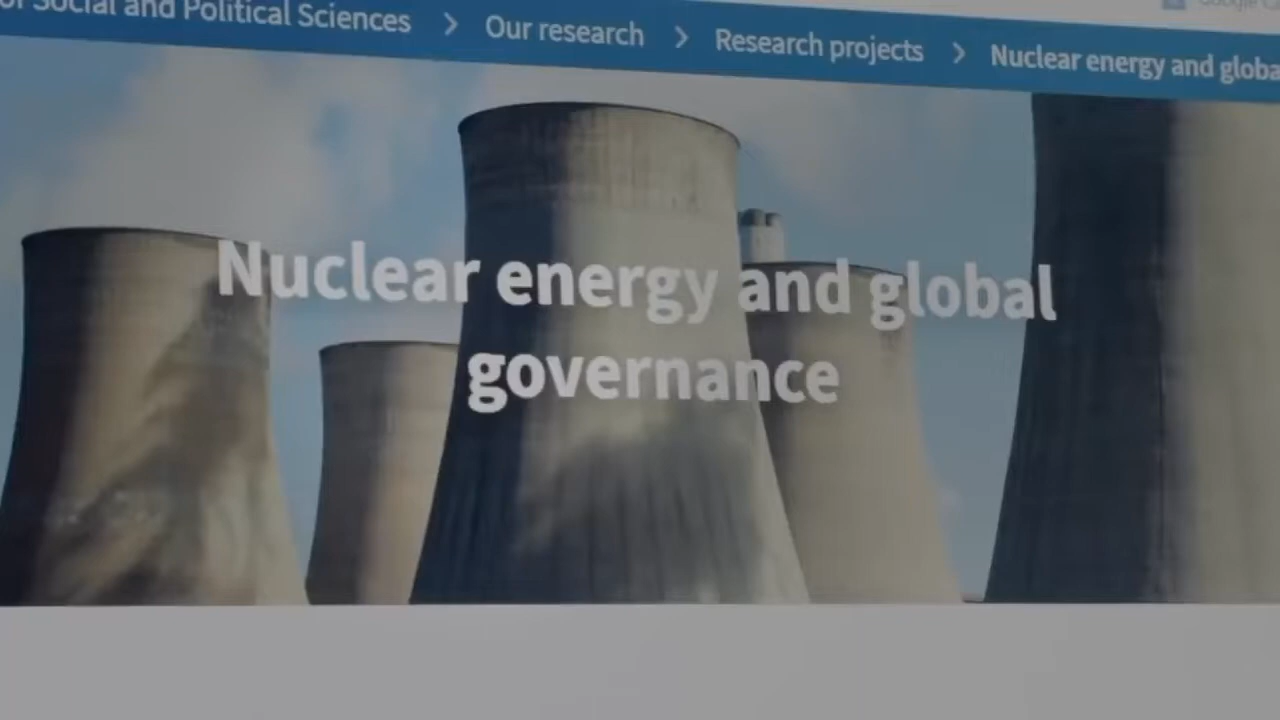 of Social and Political Sciences > Our research > Research projects > Nuclear energy and globa
Nuclear energy and global
governance